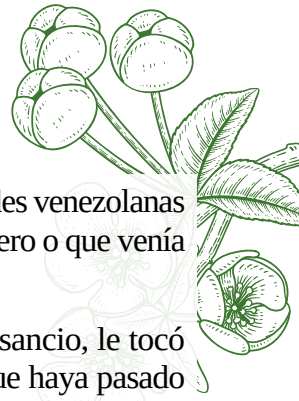 les venezolanas
ero o que venía
sancio, le tocó
ue haya pasado